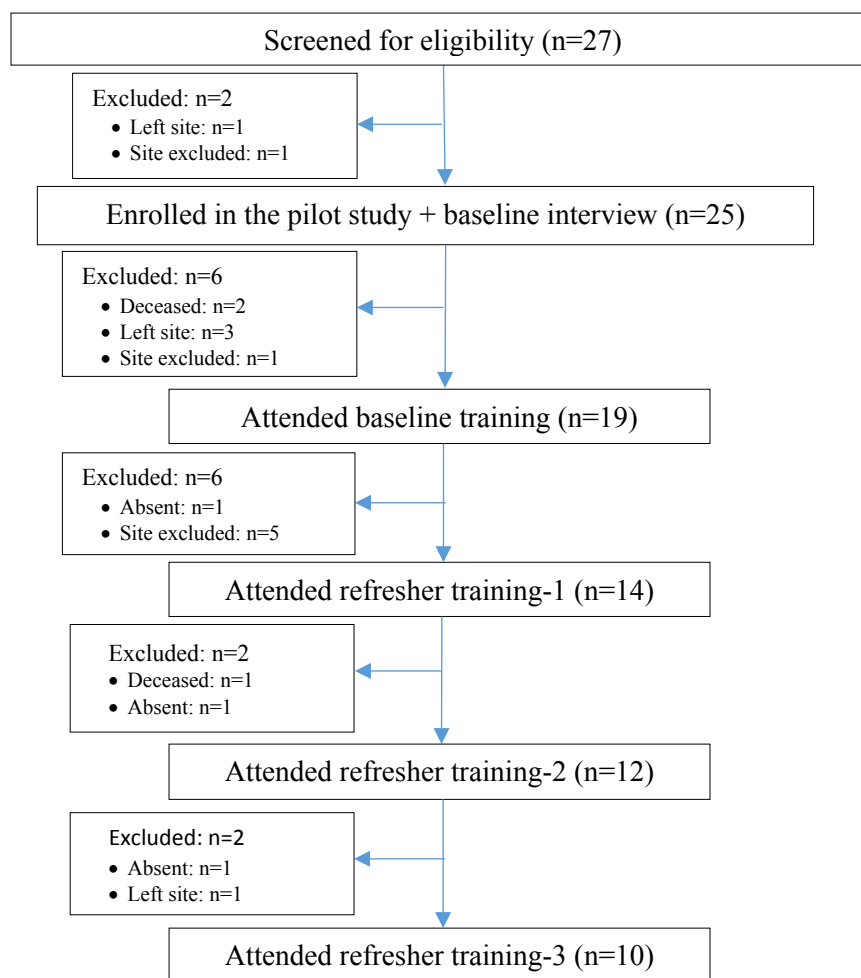 Screened for eligibility (n=27)
Excluded: n=2
• Left site: n=1
• Site excluded: n=1
Enrolled in the pilot study + baseline interview (n=25)
Excluded: n=6
• Deceased: n=2
• Left site: n=3
• Site excluded: n=1
Attended baseline training (n=19)
Excluded: n=6
• Absent: n=1
• Site excluded: n=5
Attended refresher training-1 (n=14)
Excluded: n=2
• Deceased: n=1
• Absent: n=1
Attended refresher training-2 (n=12)
Excluded: n=2
• Absent: n=1
• Left site: n=1
Attended refresher training-3 (n=10)